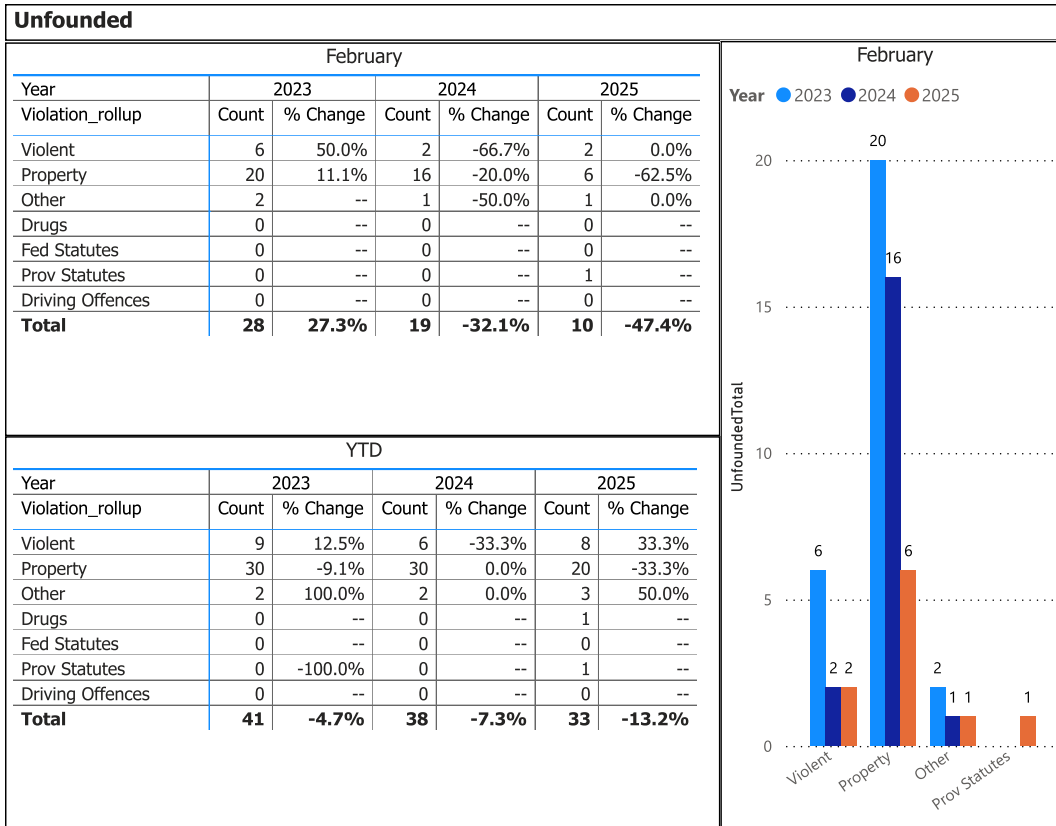 Unfounded
February
Year 2023 2024 2025
Violation_rollup Count % Change Count % Change Count % Change
Violent 6 50.0% 2 -66.7% 2 0.0%
Property 20 11.1% 16 -20.0% 6 -62.5%
Other 2 -- 1 -50.0% 1 0.0%
Drugs 0 -- 0 -- 0 --
Fed Statutes 0 -- 0 -- 0 --
Prov Statutes 0 -- 0 -- 1 --
Driving Offences 0 -- 0 -- 0 --
Total 28 27.3% 19 -32.1% 10 -47.4%
YTD
Year 2023 2024 2025
Violation_rollup Count % Change Count % Change Count % Change
Violent 9 12.5% 6 -33.3% 8 33.3%
Property 30 -9.1% 30 0.0% 20 -33.3%
Other 2 100.0% 2 0.0% 3 50.0%
Drugs 0 -- 0 -- 1 --
Fed Statutes 0 -- 0 -- 0 --
Prov Statutes 0 -100.0% 0 -- 1 --
Driving Offences 0 -- 0 -- 0 --
Total 41 -4.7% 38 -7.3% 33 -13.2%
February
Year 2023 2024 2025
UnfoundedTotal
20
15
10
5
0
6 2 2
20 16 6
2 1 1
1
Violent Property Other Prov Statutes